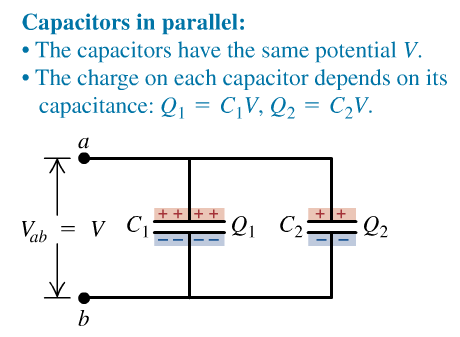 Capacitors in parallel:
• The capacitors have the same potential V.
• The charge on each capacitor depends on its
capacitance: Q₁ = C₁V, Q₂ = C₂V.
a
+ + + +
+ +
V_ab = V C₁ Q₁ C₂ Q₂
− − − −
− −
b